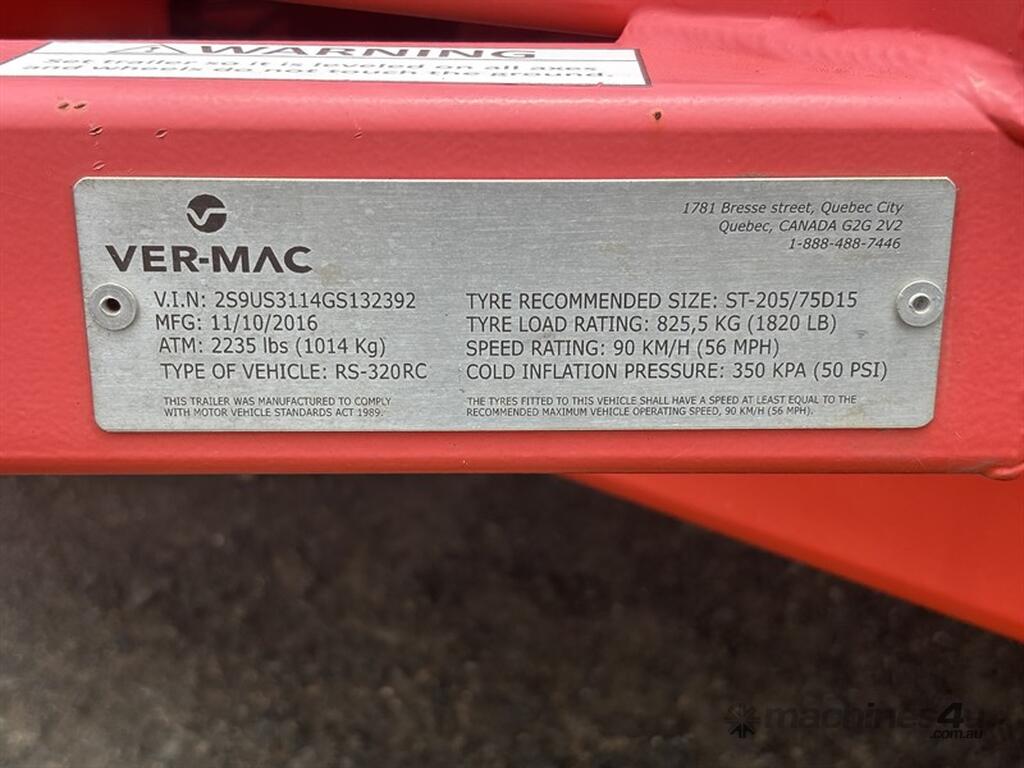 WARNING
Set trailer so it is leveled on all axes
and wheels do not touch the ground.
VER-MAC
1781 Bresse street, Quebec City
Quebec, CANADA G2G 2V2
1-888-488-7446
V.I.N: 2S9US3114GS132392
MFG: 11/10/2016
ATM: 2235 lbs (1014 Kg)
TYPE OF VEHICLE: RS-320RC
THIS TRAILER WAS MANUFACTURED TO COMPLY
WITH MOTOR VEHICLE STANDARDS ACT 1989.
TYRE RECOMMENDED SIZE: ST-205/75D15
TYRE LOAD RATING: 825,5 KG (1820 LB)
SPEED RATING: 90 KM/H (56 MPH)
COLD INFLATION PRESSURE: 350 KPA (50 PSI)
THE TYRES FITTED TO THIS VEHICLE SHALL HAVE A SPEED AT LEAST EQUAL TO THE
RECOMMENDED MAXIMUM VEHICLE OPERATING SPEED, 90 KM/H (56 MPH).
machines4u
.com.au